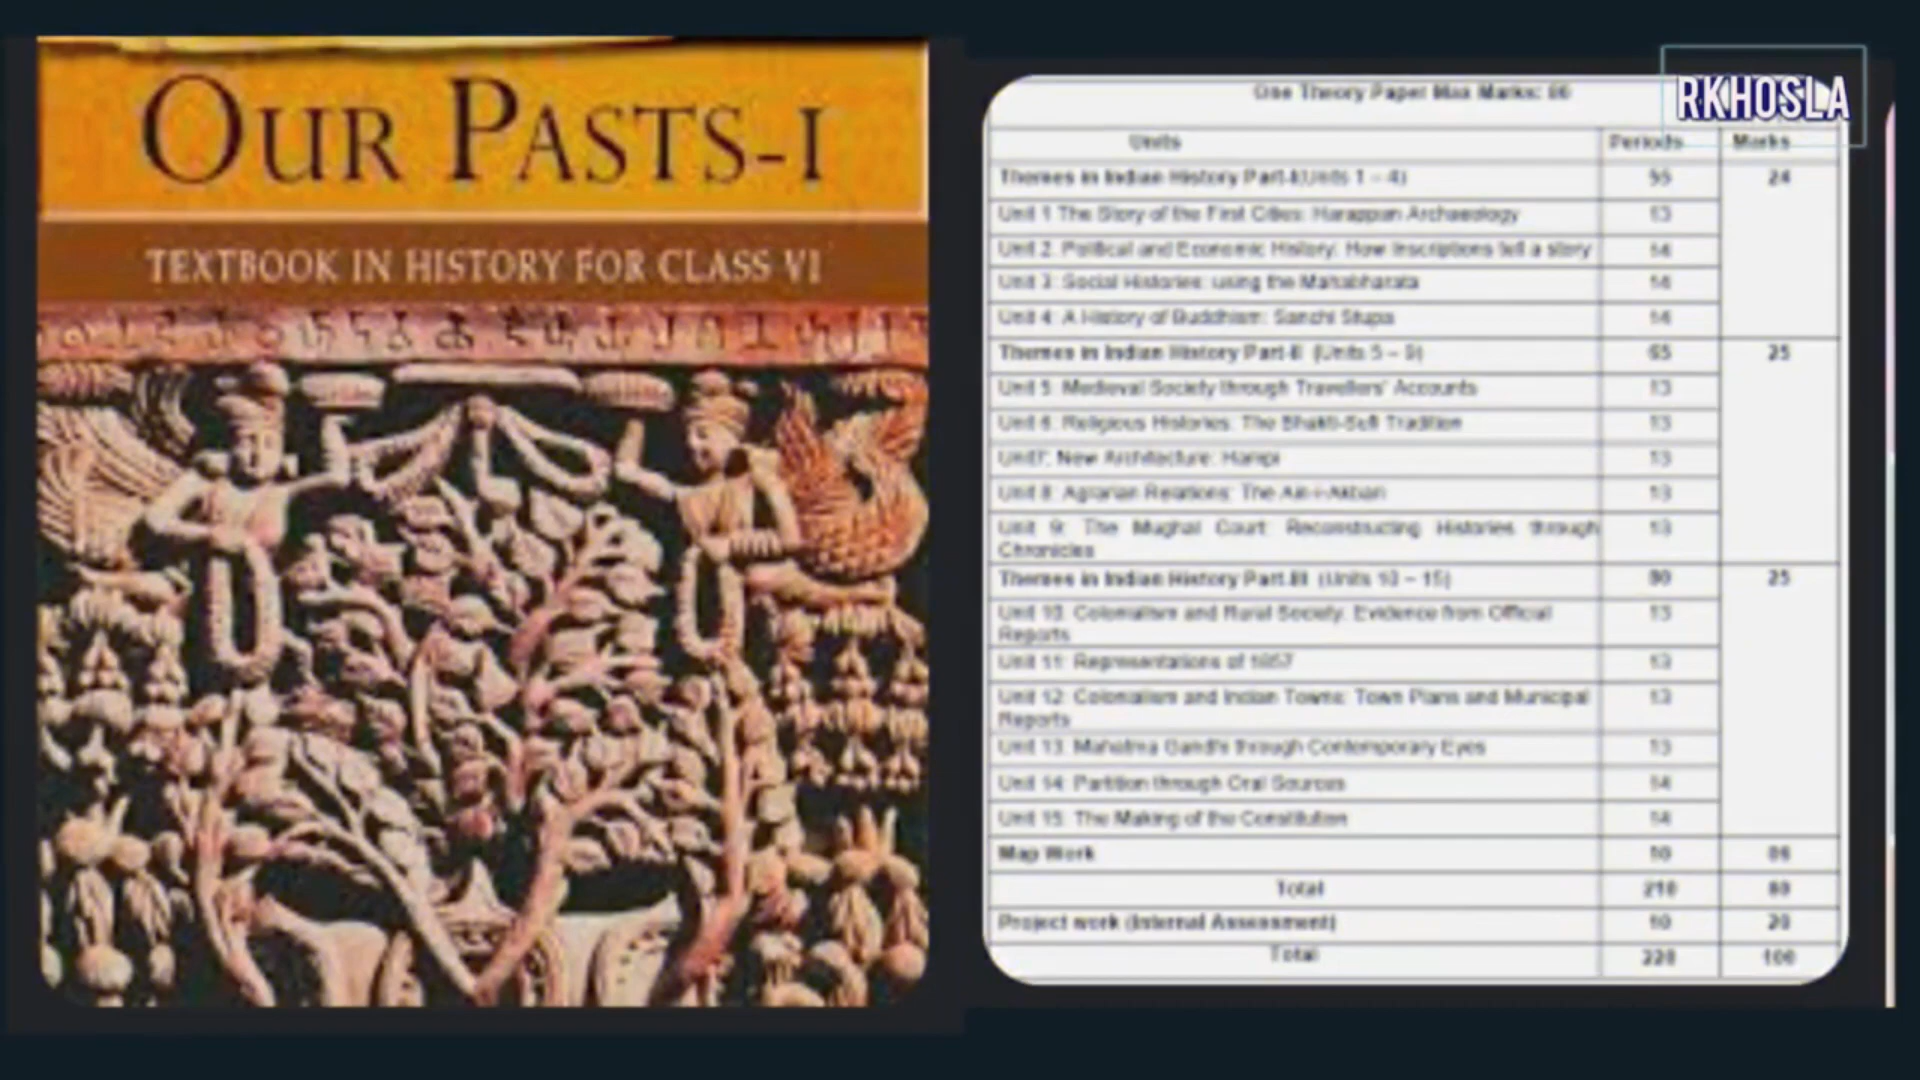 OUR PASTS-I
TEXTBOOK IN HISTORY FOR CLASS VI
RKHOSLA
One Theory Paper Max Marks: 80
Units Periods Marks
Themes in Indian History Part-I(Units 1 – 4) 55 24
Unit 1 The Story of the First Cities: Harappan Archaeology 13
Unit 2: Political and Economic History: How Inscriptions tell a story 14
Unit 3: Social Histories: using the Mahabharata 14
Unit 4: A History of Buddhism: Sanchi Stupa 14
Themes in Indian History Part-II (Units 5 – 9) 65 25
Unit 5: Medieval Society through Travellers' Accounts 13
Unit 6: Religious Histories: The Bhakti-Sufi Tradition 13
Unit7: New Architecture: Hampi 13
Unit 8: Agrarian Relations: The Ain-i-Akbari 13
Unit 9: The Mughal Court: Reconstructing Histories through 13
Chronicles
Themes in Indian History Part-III (Units 10 – 15) 80 25
Unit 10: Colonialism and Rural Society: Evidence from Official 13
Reports
Unit 11: Representations of 1857 13
Unit 12: Colonialism and Indian Towns: Town Plans and Municipal 13
Reports
Unit 13: Mahatma Gandhi through Contemporary Eyes 13
Unit 14: Partition through Oral Sources 14
Unit 15: The Making of the Constitution 14
Map Work 10 06
Total 210 80
Project work (Internal Assessment) 10 20
Total 220 100